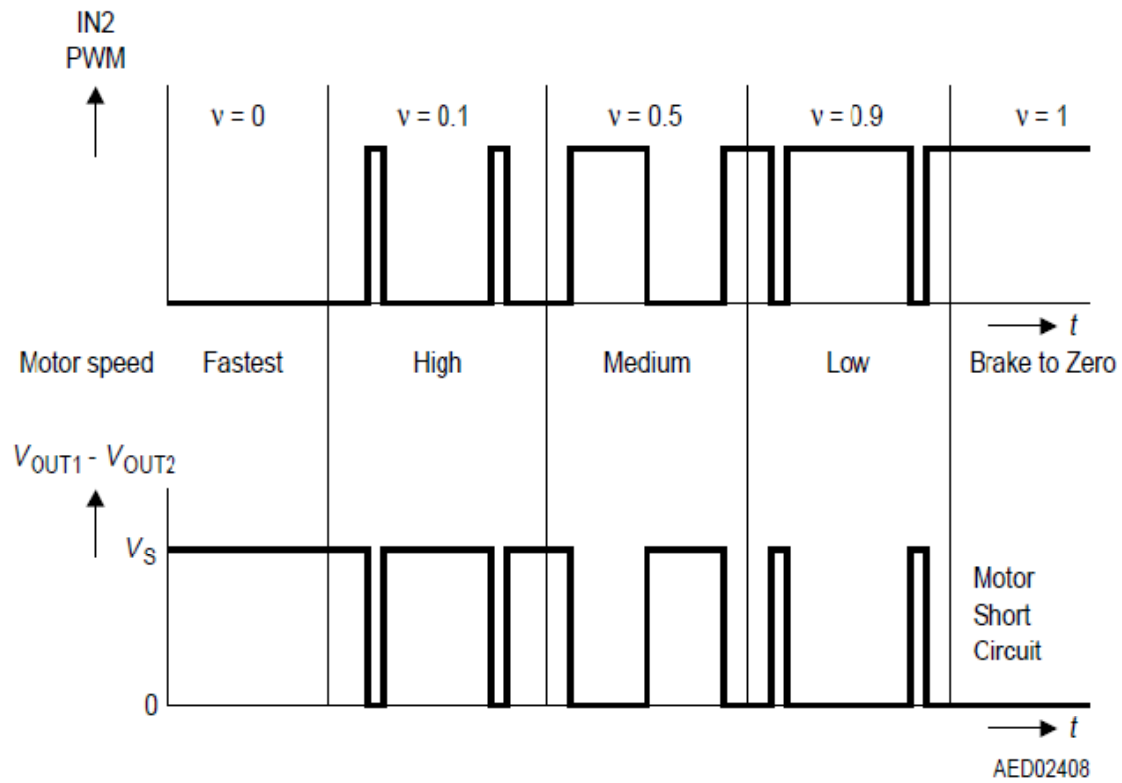 IN2
PWM
ν = 0 ν = 0.1 ν = 0.5 ν = 0.9 ν = 1
t
Motor speed Fastest High Medium Low Brake to Zero
VOUT1 - VOUT2
VS
Motor
Short
Circuit
0
t
AED02408